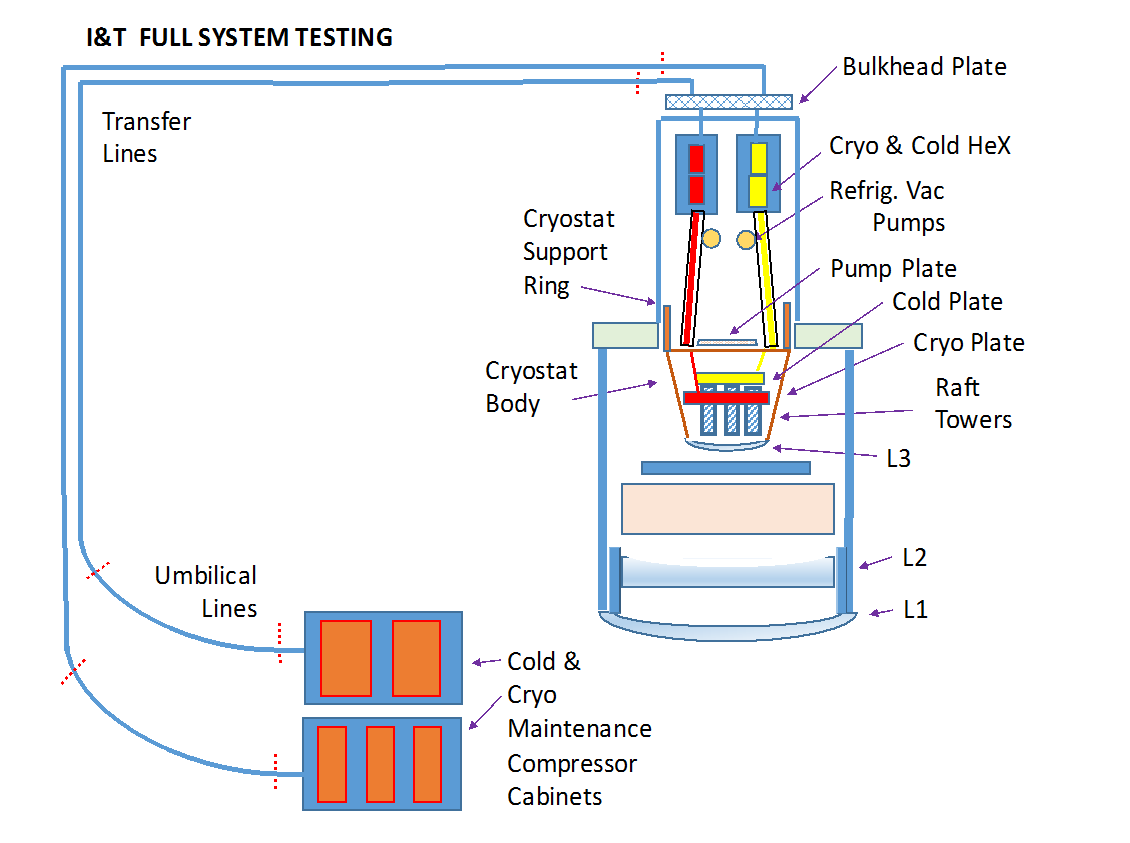 I&T  FULL SYSTEM TESTING
Bulkhead Plate
Transfer
Lines
Cryo & Cold HeX
Refrig. Vac
Pumps
Cryostat
Support
Ring
Pump Plate
Cold Plate
Cryo Plate
Cryostat
Body
Raft
Towers
L3
L2
Umbilical
Lines
L1
Cold &
Cryo
Maintenance
Compressor
Cabinets